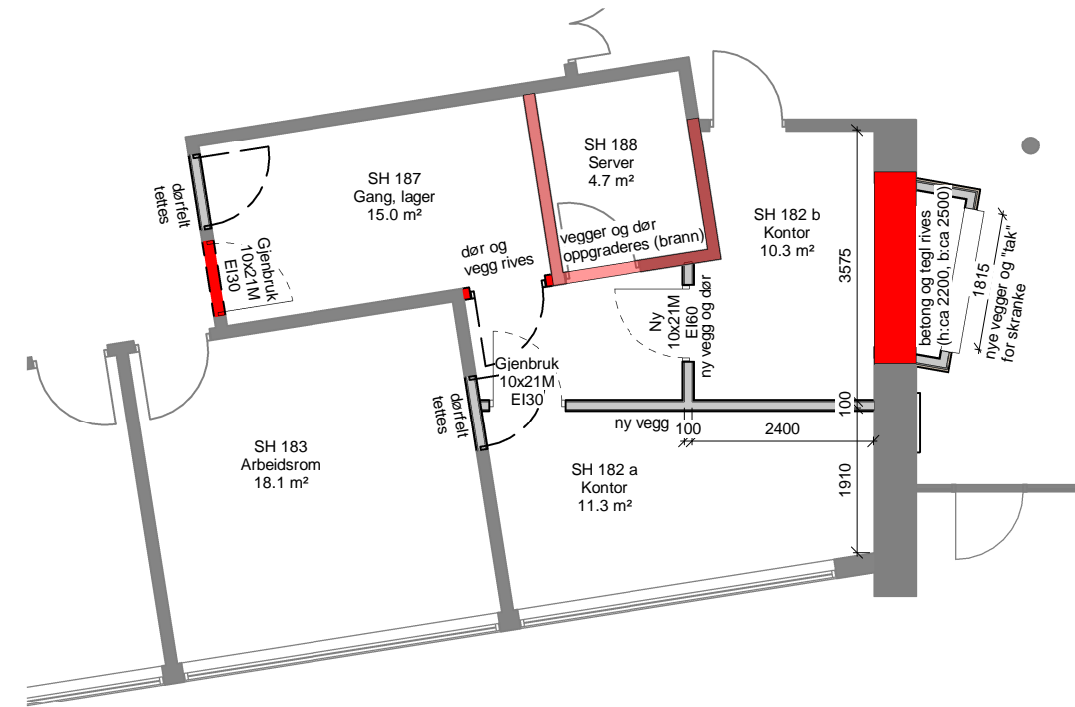 SH 188
Server
4.7 m²
SH 187
Gang, lager
15.0 m²
dørfelt
tettes
Gjenbruk
10x21M
EI30
dør og
vegg rives
vegger og dør
oppgraderes (brann)
SH 182 b
Kontor
10.3 m²
3575
betong og tegl rives
(h:ca 2200, b:ca 2500)
1815
nye vegger og "tak"
for skranke
Ny
10x21M
EI60
ny vegg og dør
Gjenbruk
10x21M
EI30
dørfelt
tettes
ny vegg
100
2400
100
1910
SH 183
Arbeidsrom
18.1 m²
SH 182 a
Kontor
11.3 m²